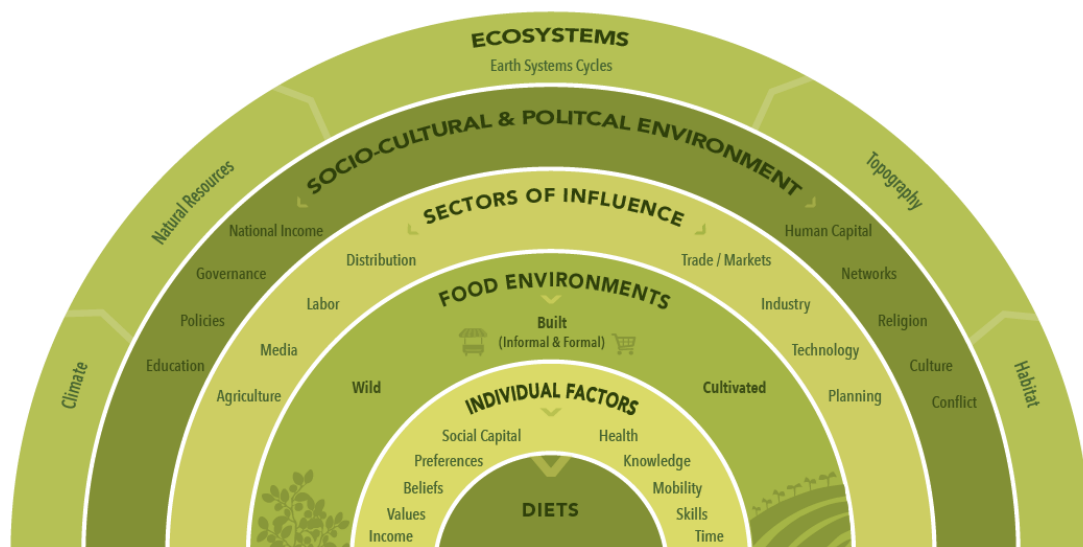 ECOSYSTEMS
Earth Systems Cycles
Natural Resources
Topography
Climate
Habitat
SOCIO-CULTURAL & POLITCAL ENVIRONMENT
National Income
Governance
Policies
Education
Human Capital
Networks
Religion
Culture
Conflict
SECTORS OF INFLUENCE
Distribution
Labor
Media
Agriculture
Trade / Markets
Industry
Technology
Planning
FOOD ENVIRONMENTS
Built
(Informal & Formal)
Wild
Cultivated
INDIVIDUAL FACTORS
Social Capital
Preferences
Beliefs
Values
Income
Health
Knowledge
Mobility
Skills
Time
DIETS